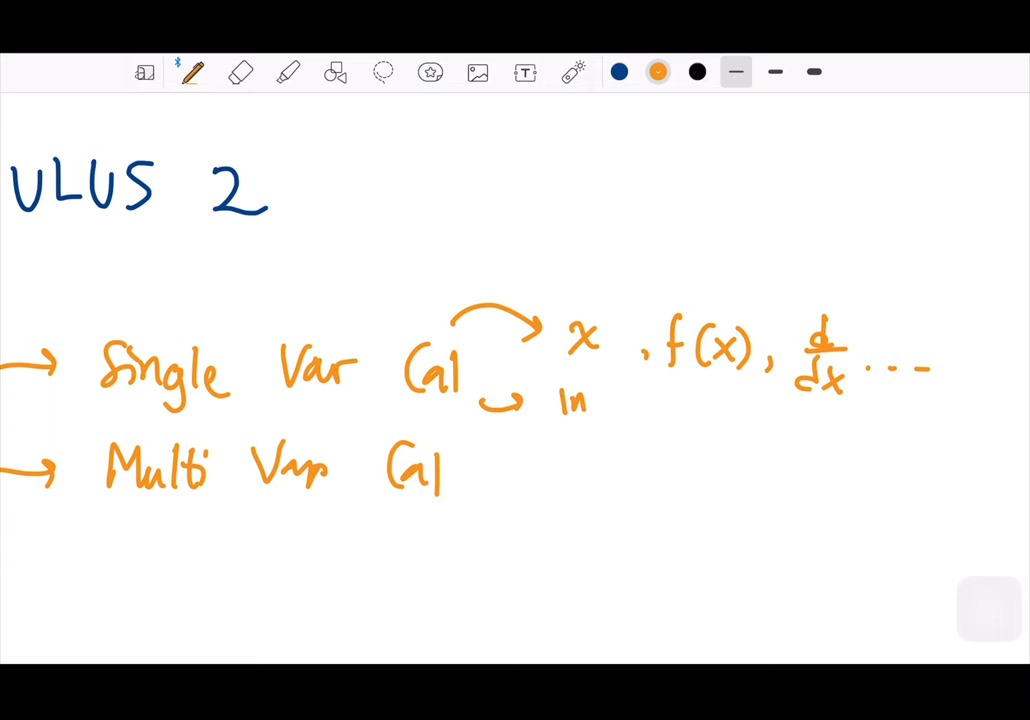 ULUS 2
Single Var Cal → x, f(x), d/dx ...
↪ In
Multi Var Cal